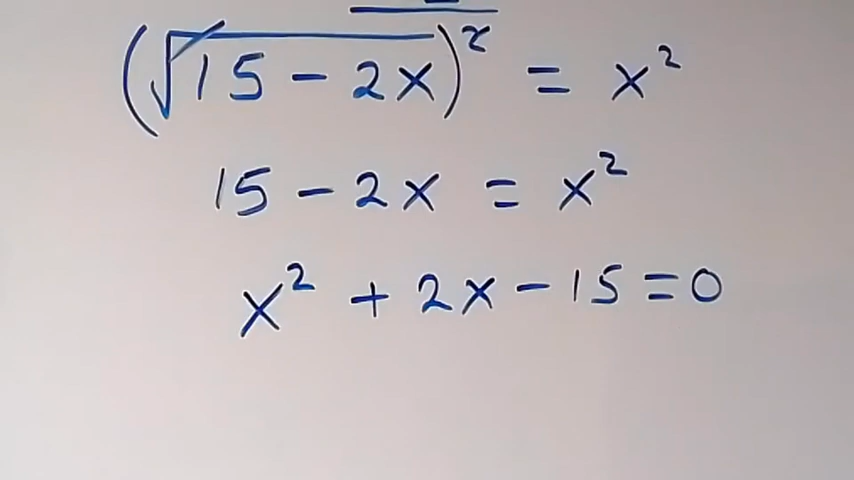 (√15 - 2x)² = x²
15 - 2x = x²
x² + 2x - 15 = 0